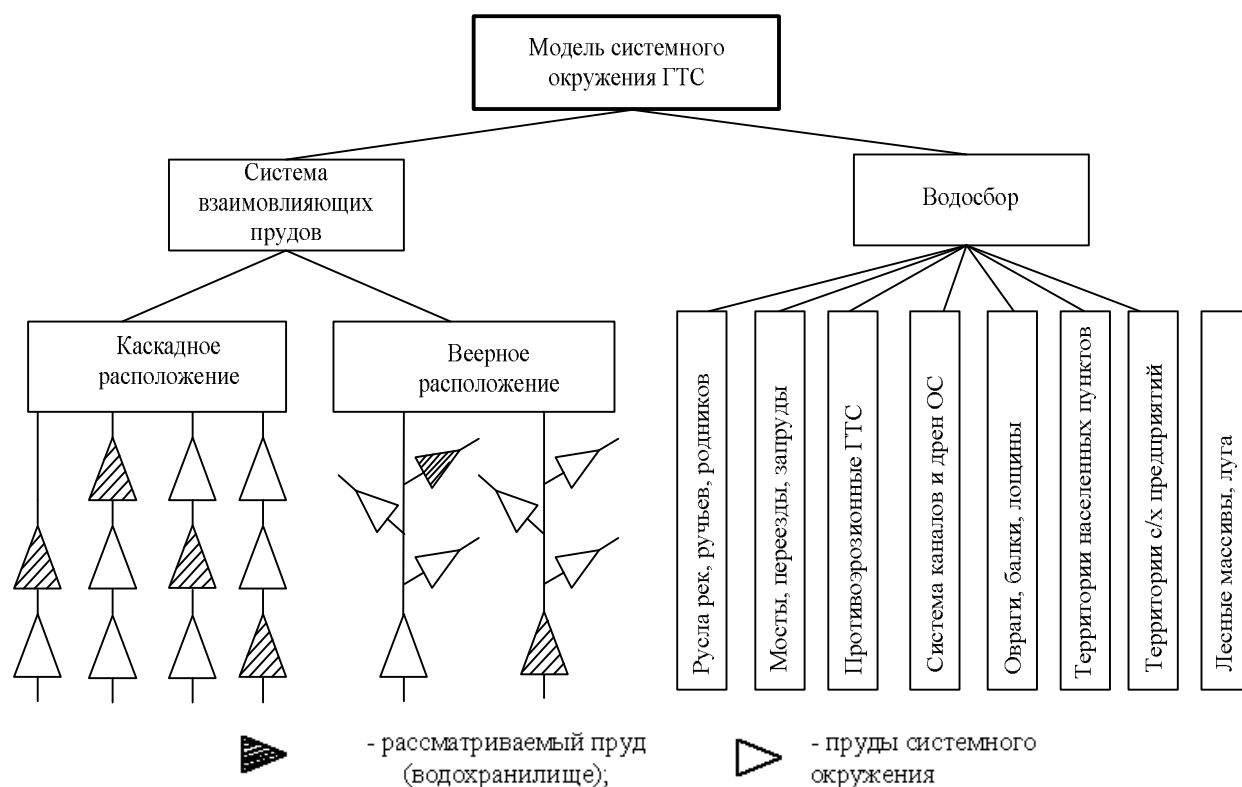 Модель системного
окружения ГТС
Система
взаимовлияющих
прудов
Водосбор
Каскадное
расположение
Веерное
расположение
Русла рек, ручьев, родников
Мосты, переезды, запруды
Противоэрозионные ГТС
Система каналов и дрен ОС
Овраги, балки, лощины
Территории населенных пунктов
Территории с/х предприятий
Лесные массивы, луга
- рассматриваемый пруд
(водохранилище);
- пруды системного
окружения